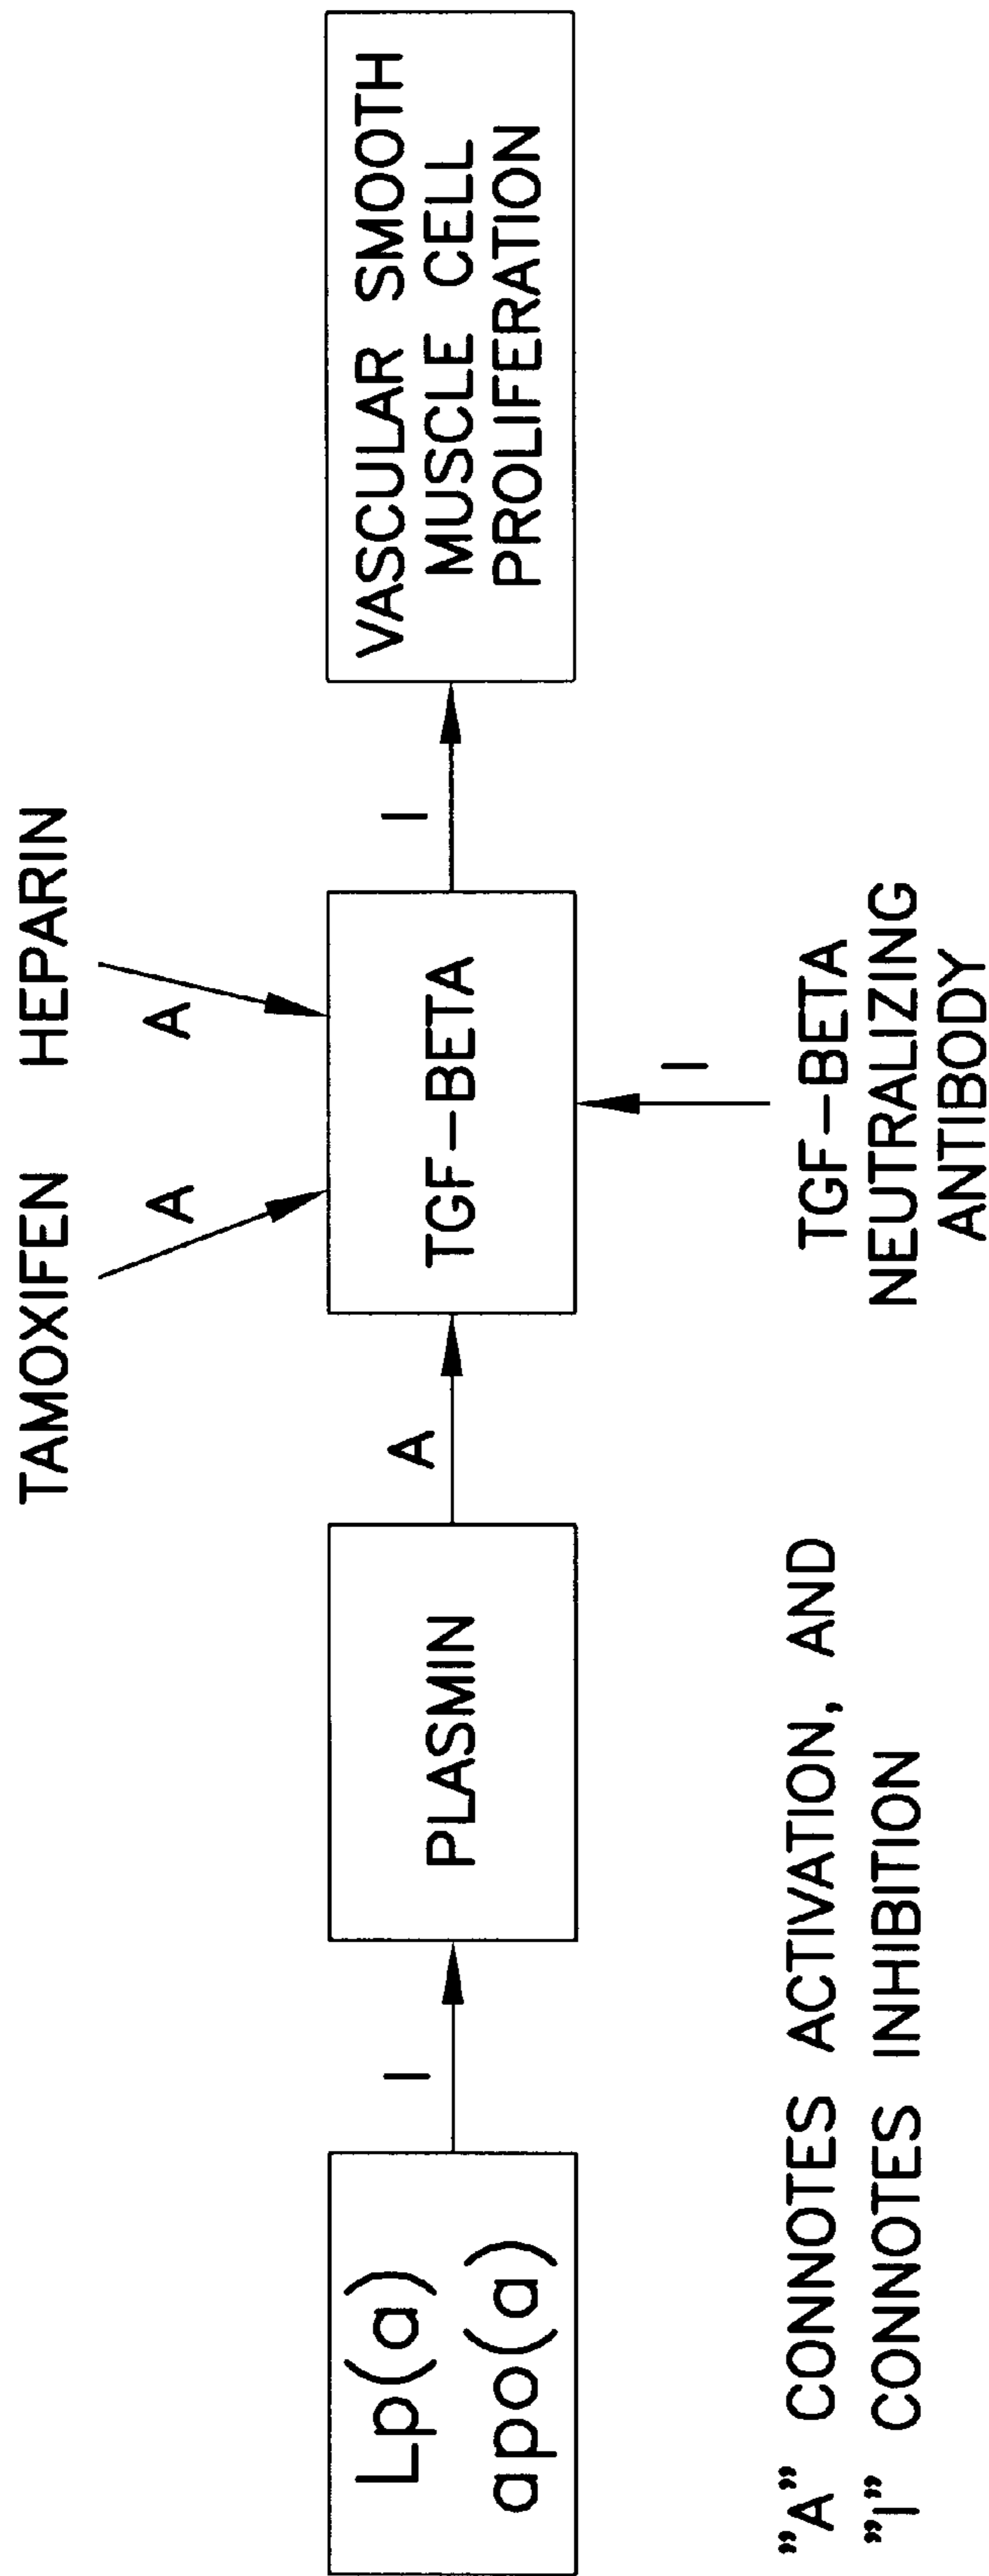 TAMOXIFEN HEPARIN
A A
Lp(a)
apo(a)
I
PLASMIN
A
TGF-BETA
I
VASCULAR SMOOTH
MUSCLE CELL
PROLIFERATION
I
TGF-BETA
NEUTRALIZING
ANTIBODY
"A" CONNOTES ACTIVATION, AND
"I" CONNOTES INHIBITION